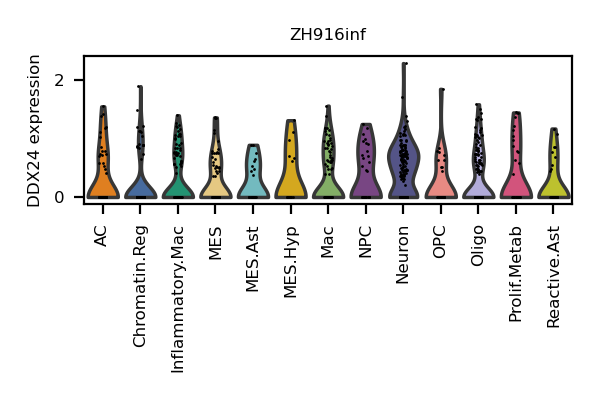 ZH916inf
DDX24 expression
2
0
AC
Chromatin.Reg
Inflammatory.Mac
MES
MES.Ast
MES.Hyp
Mac
NPC
Neuron
OPC
Oligo
Prolif.Metab
Reactive.Ast